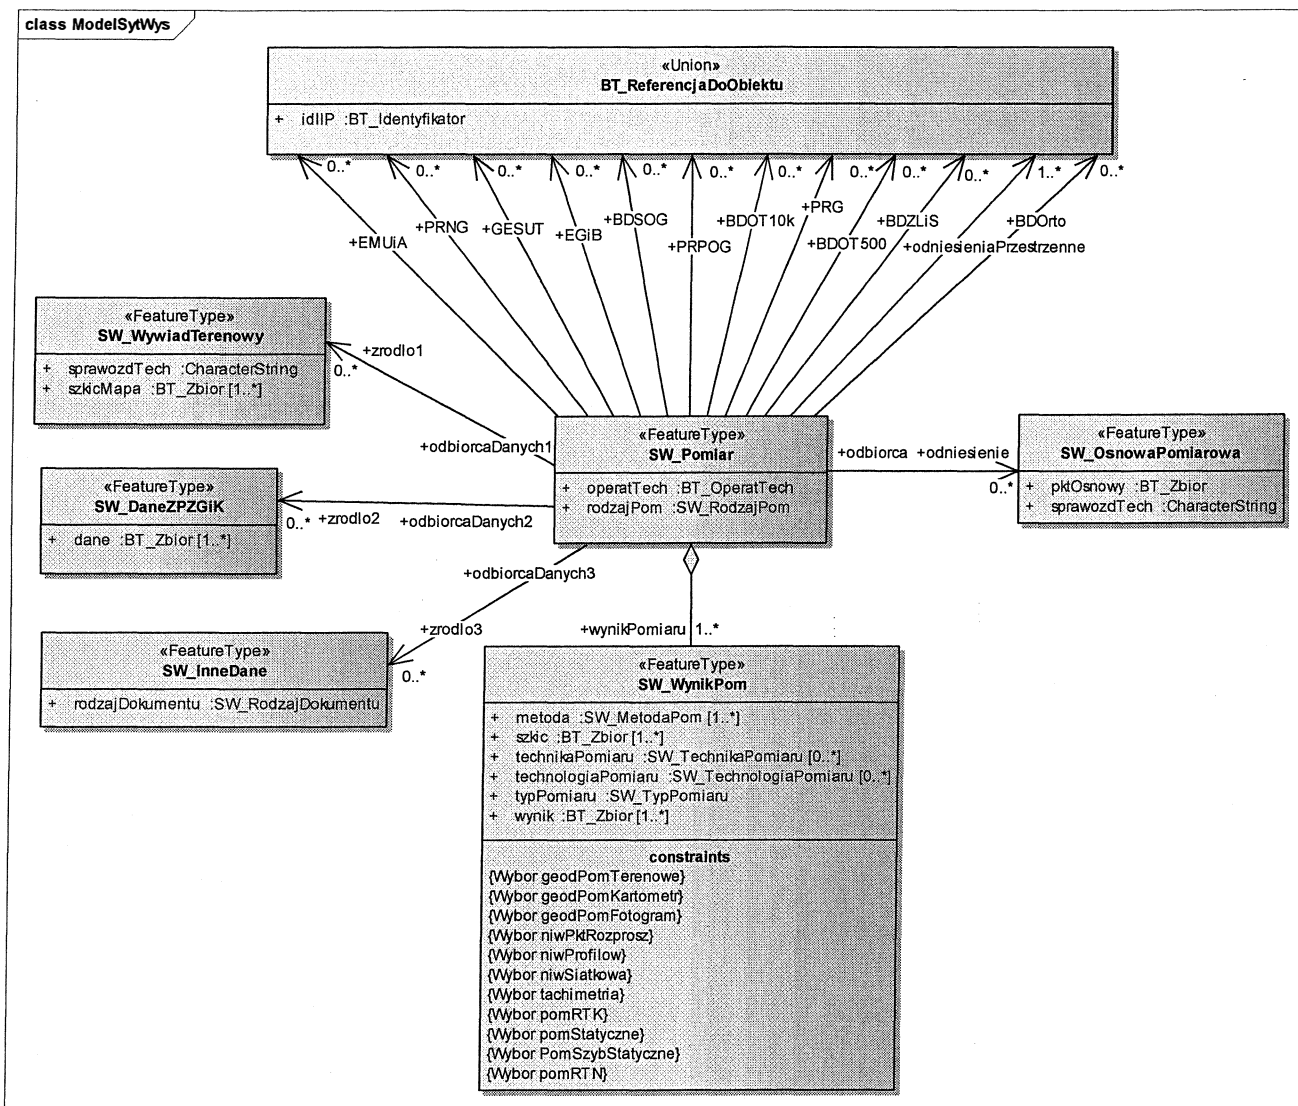 class ModelSytWys
«Union»
BT_ReferencjaDoObiektu
+ idIIP :BT_Identyfikator
0..* 0..* 0..* 0..* 0..* 0..* 0..* 0..* 0..* 0..* 1..* 0..*
+EMUiA
+PRNG
+GESUT
+EGiB
+BDSOG
+PRPOG
+BDOT10k
+PRG
+BDOT500
+BDZLiS
+odniesieniaPrzestrzenne
+BDOrto
«FeatureType»
SW_WywiadTerenowy
+ sprawozdTech :CharacterString
+ szkicMapa :BT_Zbior [1..*]
+zrodlo1
0..*
+odbiorcaDanych1
«FeatureType»
SW_DaneZPZGiK
+ dane :BT_Zbior [1..*]
0..*
+zrodlo2
+odbiorcaDanych2
«FeatureType»
SW_Pomiar
+ operatTech :BT_OperatTech
+ rodzajPom :SW_RodzajPom
+odbiorca +odniesienie
0..*
«FeatureType»
SW_OsnowaPomiarowa
+ pktOsnowy :BT_Zbior
+ sprawozdTech :CharacterString
+odbiorcaDanych3
+zrodlo3
0..*
«FeatureType»
SW_InneDane
+ rodzajDokumentu :SW_RodzajDokumentu
+wynikPomiaru 1..*
«FeatureType»
SW_WynikPom
+ metoda :SW_MetodaPom [1..*]
+ szkic :BT_Zbior [1..*]
+ technikaPomiaru :SW_TechnikaPomiaru [0..*]
+ technologiaPomiaru :SW_TechnologiaPomiaru [0..*]
+ typPomiaru :SW_TypPomiaru
+ wynik :BT_Zbior [1..*]
constraints
{Wybor geodPomTerenowe}
{Wybor geodPomKartometr}
{Wybor geodPomFotogram}
{Wybor niwPktRozprosz}
{Wybor niwProfilow}
{Wybor niwSiatkowa}
{Wybor tachimetria}
{Wybor pomRTK}
{Wybor pomStatyczne}
{Wybor PomSzybStatyczne}
{Wybor pomRTN}